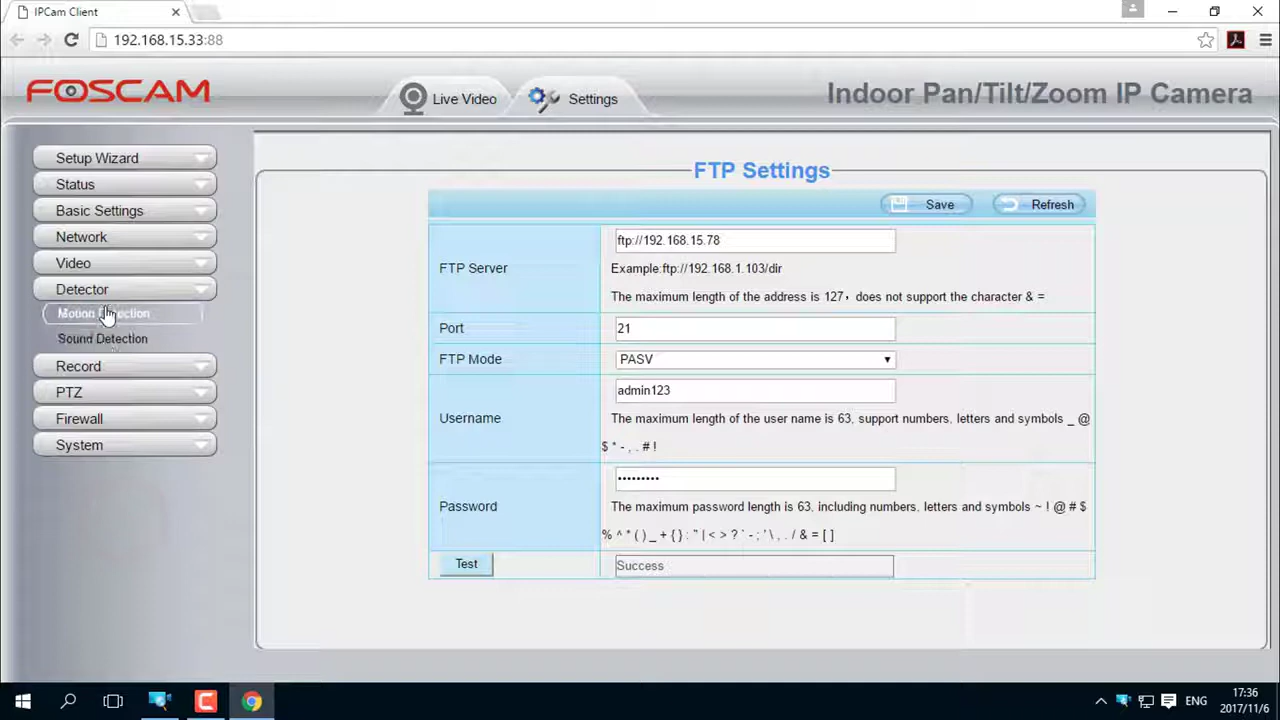 IPCam Client
192.168.15.33:88
FOSCAM
Live Video
Settings
Indoor Pan/Tilt/Zoom IP Camera
Setup Wizard
Status
Basic Settings
Network
Video
Detector
Motion Detection
Sound Detection
Record
PTZ
Firewall
System
FTP Settings
Save
Refresh
FTP Server
ftp://192.168.15.78
Example:ftp://192.168.1.103/dir
The maximum length of the address is 127，does not support the character & =
Port
21
FTP Mode
PASV
Username
admin123
The maximum length of the user name is 63, support numbers, letters and symbols _ @
$ * - , . # !
Password
•••••••••
The maximum password length is 63, including numbers, letters and symbols ~ ! @ # $
% ^ * ( ) _ + { } : " | < > ? ` - ; ' \ , . / & = [ ]
Test
Success
ENG
17:36
2017/11/6